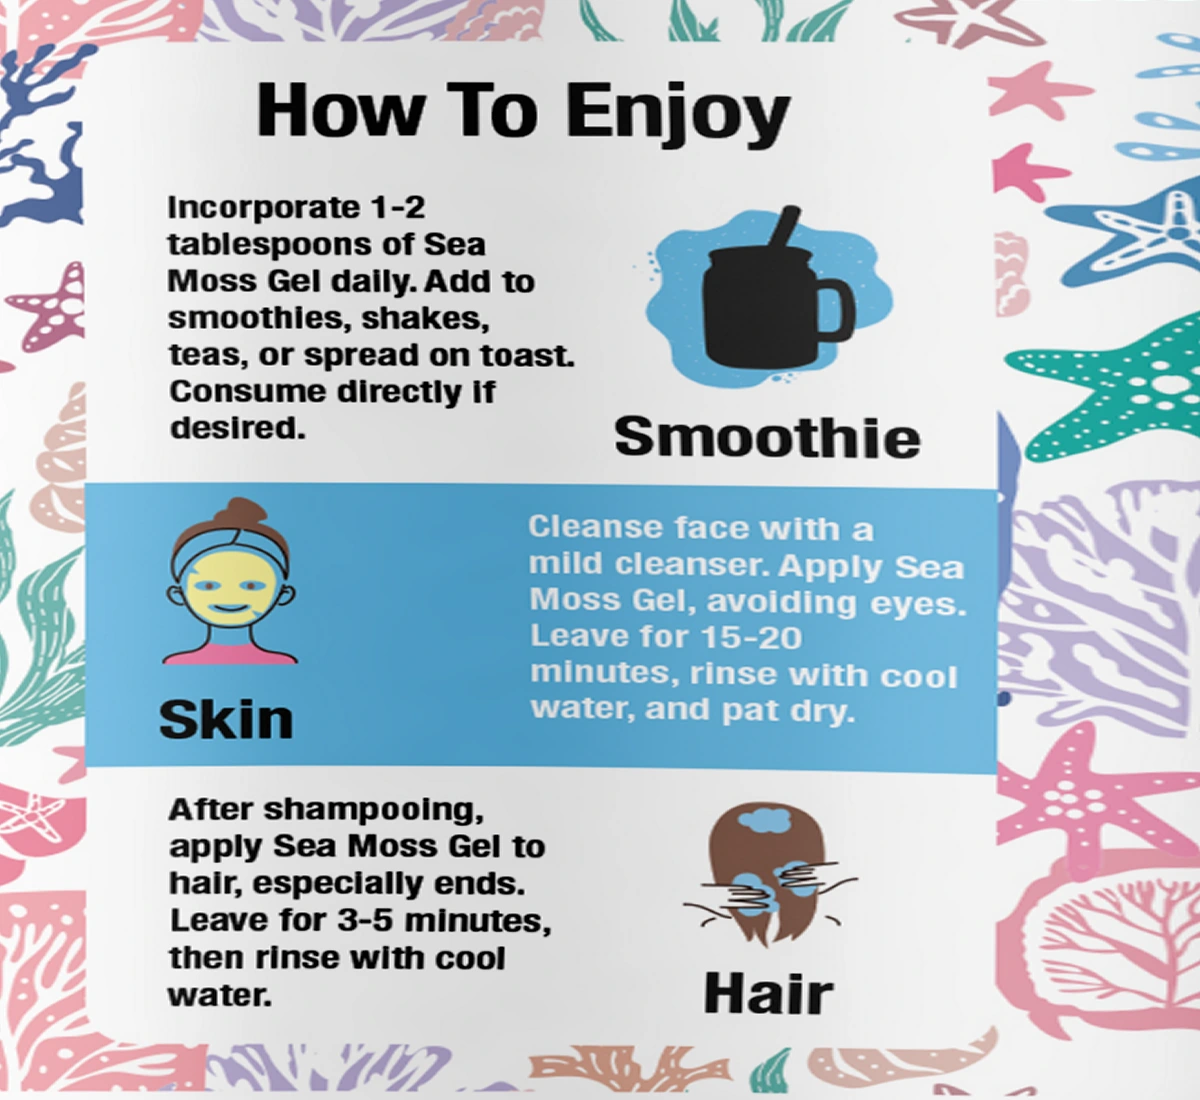 How To Enjoy
Incorporate 1-2
tablespoons of Sea
Moss Gel daily. Add to
smoothies, shakes,
teas, or spread on toast.
Consume directly if
desired.
Smoothie
Cleanse face with a
mild cleanser. Apply Sea
Moss Gel, avoiding eyes.
Leave for 15-20
minutes, rinse with cool
water, and pat dry.
Skin
After shampooing,
apply Sea Moss Gel to
hair, especially ends.
Leave for 3-5 minutes,
then rinse with cool
water.
Hair